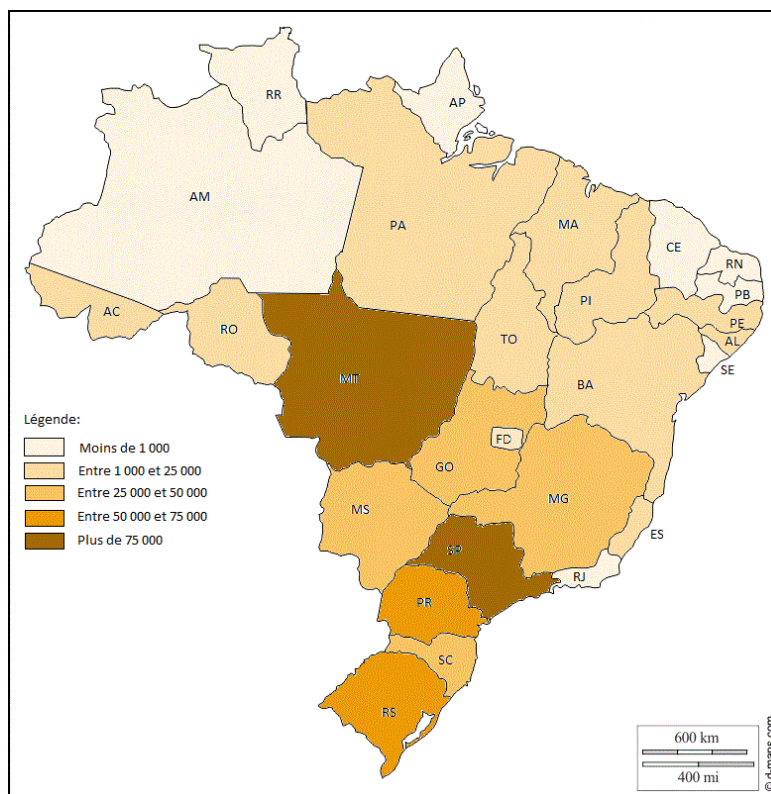 RR
AP
AM
PA
MA
CE
RN
PB
PI
PE
AC
RO
TO
AL
SE
MT
BA
Légende:
Moins de 1 000
FD
Entre 1 000 et 25 000
GO
Entre 25 000 et 50 000
MS
MG
Entre 50 000 et 75 000
ES
Plus de 75 000
SP
RJ
PR
SC
RS
600 km
400 mi
© d-maps.com